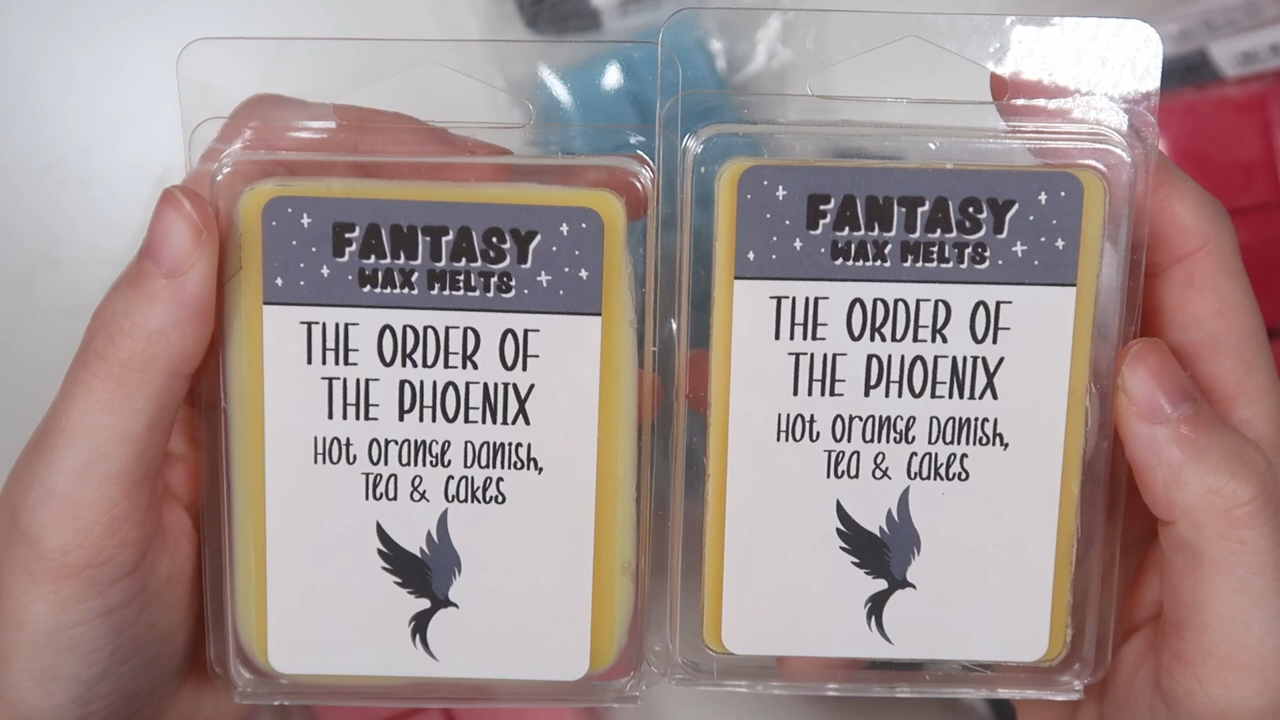 FANTASY
WAX MELTS
THE ORDER OF
THE PHOENIX
Hot Orange Danish,
Tea & Cakes
FANTASY
WAX MELTS
THE ORDER OF
THE PHOENIX
Hot Orange Danish,
Tea & Cakes